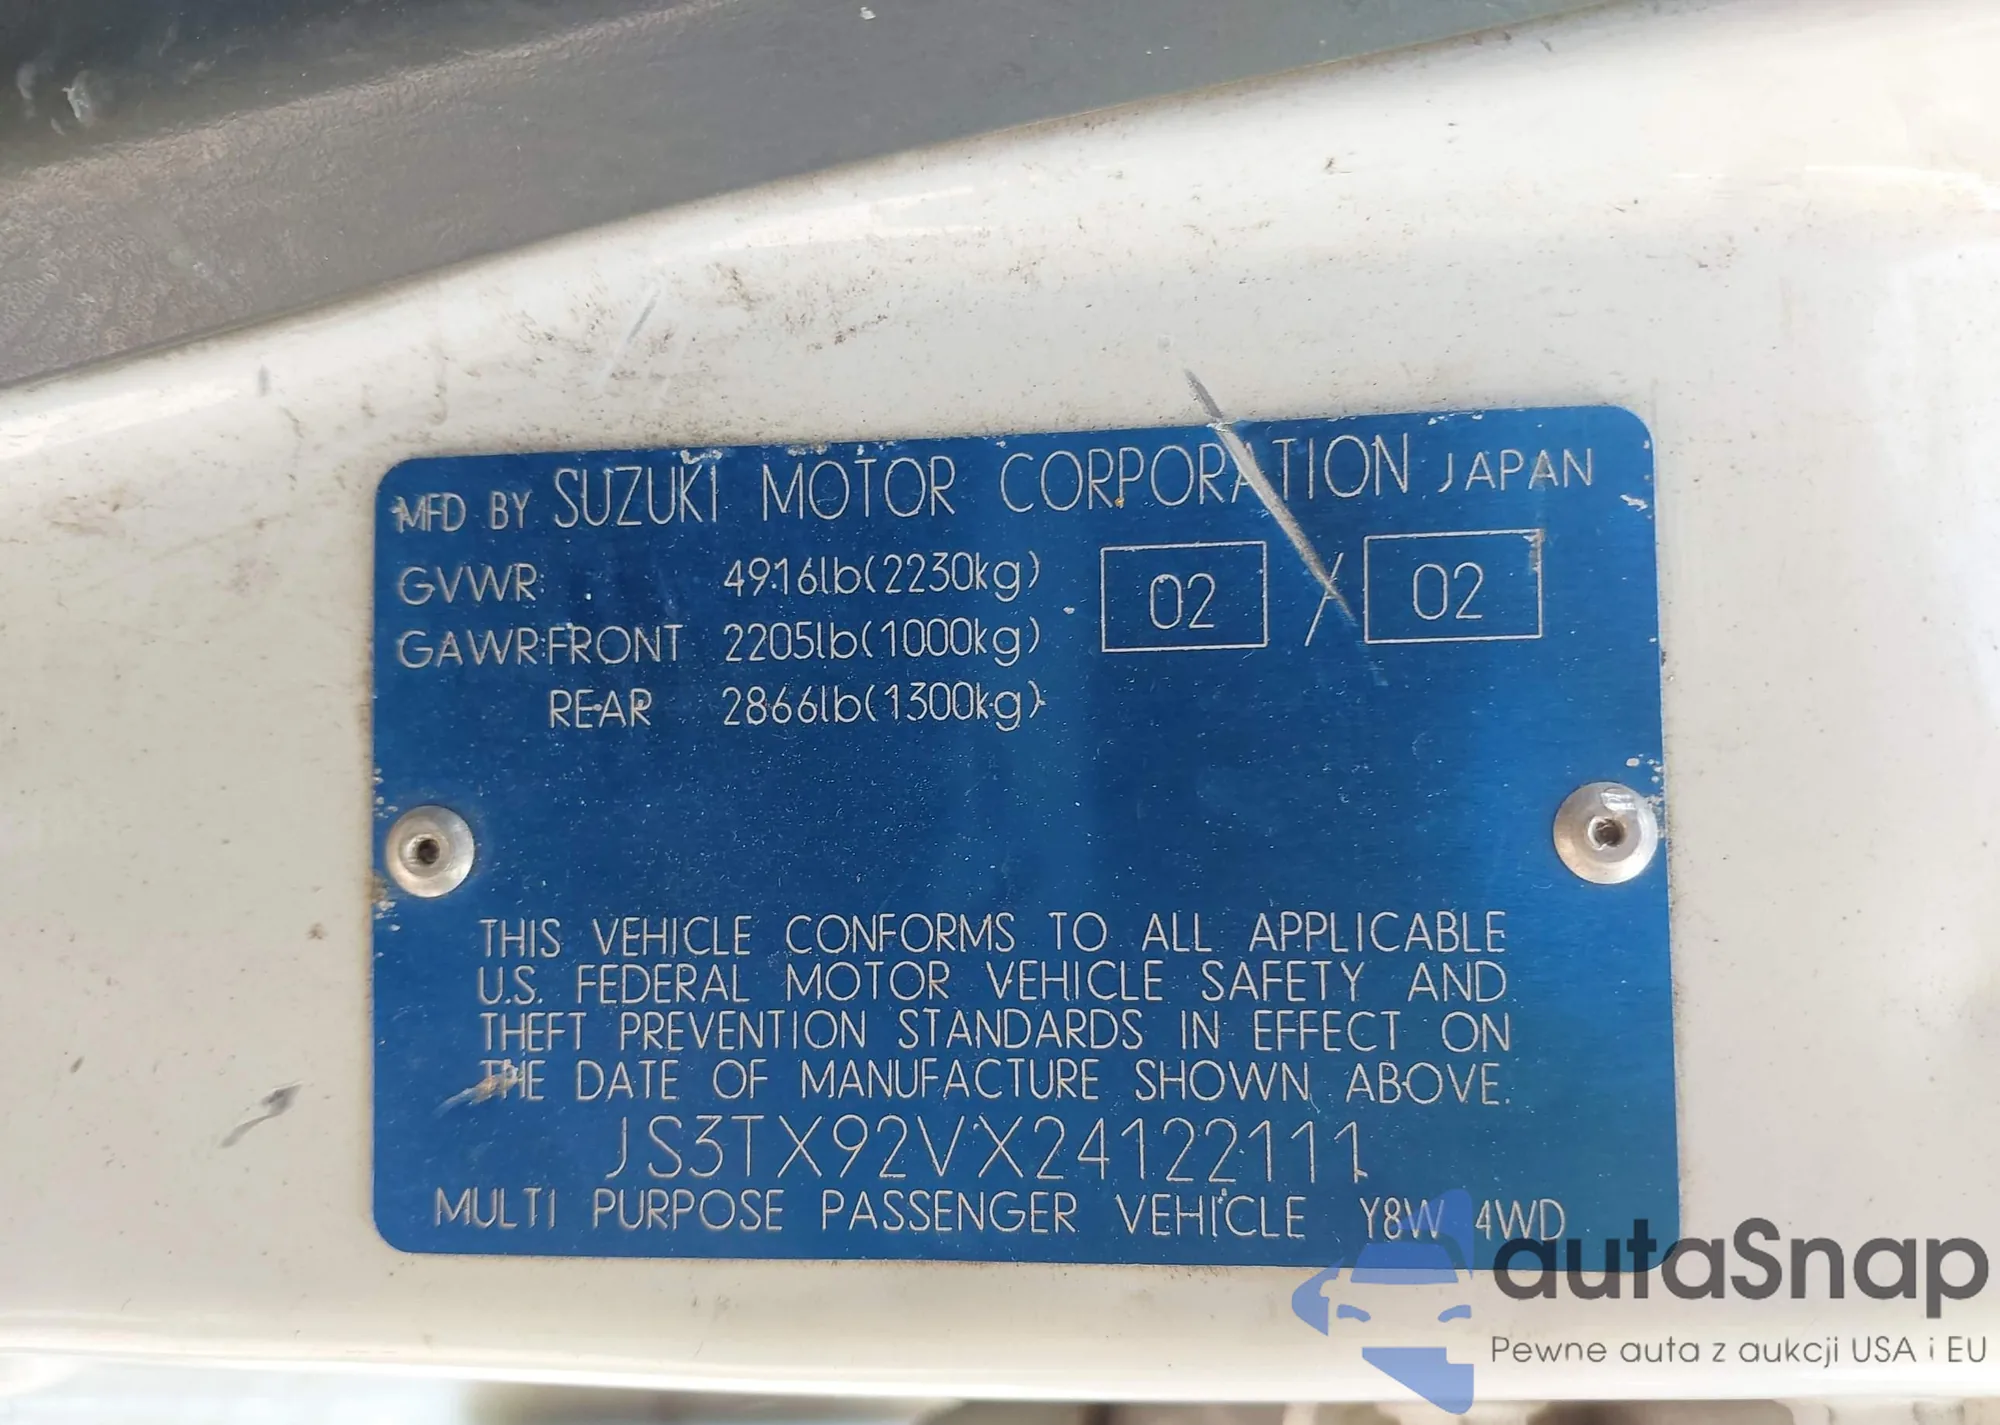 MFD BY SUZUKI MOTOR CORPORATION JAPAN
GVWR: 4916lb(2230kg) 02 / 02
GAWR:FRONT 2205lb(1000kg)
REAR 2866lb(1300kg)
THIS VEHICLE CONFORMS TO ALL APPLICABLE
U.S. FEDERAL MOTOR VEHICLE SAFETY AND
THEFT PREVENTION STANDARDS IN EFFECT ON
THE DATE OF MANUFACTURE SHOWN ABOVE.
JS3TX92VX24122111
MULTI PURPOSE PASSENGER VEHICLE Y8W 4WD
autaSnap
Pewne auta z aukcji USA i EU